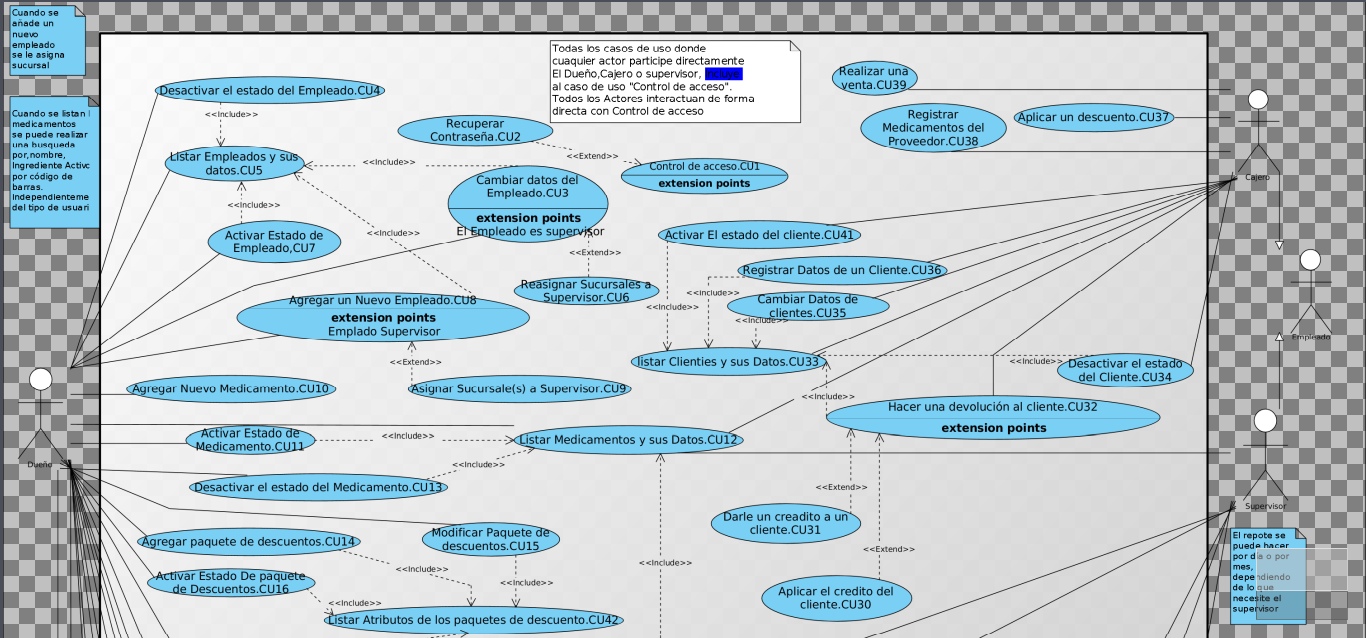 Cuando se
añade un
nuevo
empleado
se le asigna
sucursal
Cuando se listan l
medicamentos
se puede realizar
una busqueda
por,nombre,
Ingrediente Activo
por código de
barras.
Independienteme
del tipo de usuari
Todas los casos de uso donde
cuaquier actor participe directamente
El Dueño,Cajero o supervisor, Incluye,
al caso de uso "Control de acceso".
Todos los Actores interactuan de forma
directa con Control de acceso
Realizar una
venta.CU39
Desactivar el estado del Empleado.CU4
<<Include>>
Recuperar
Contraseña.CU2
Registrar
Medicamentos del
Proveedor.CU38
Aplicar un descuento.CU37
<<Extend>>
Listar Empleados y sus
datos.CU5
<<Include>>
Control de acceso.CU1
extension points
Cajero
Cambiar datos del
Empleado.CU3
extension points
El Empleado es supervisor
<<Include>>
Activar Estado de
Empleado,CU7
<<Include>>
<<Extend>>
Activar El estado del cliente.CU41
Registrar Datos de un Cliente.CU36
Reasignar Sucursales a
Supervisor.CU6
<<Include>>
<<Include>>
Cambiar Datos de
clientes.CU35
<<Include>>
Agregar un Nuevo Empleado.CU8
extension points
Emplado Supervisor
Empleado
<<Extend>>
listar Clienties y sus Datos.CU33
<<Include>>
Desactivar el estado
del Cliente.CU34
Agregar Nuevo Medicamento.CU10
Asignar Sucursale(s) a Supervisor.CU9
<<Include>>
Hacer una devolución al cliente.CU32
extension points
Activar Estado de
Medicamento.CU11
<<Include>>
Listar Medicamentos y sus Datos.CU12
Dueño
<<Include>>
Desactivar el estado del Medicamento.CU13
<<Extend>>
Supervisor
Darle un creadito a un
cliente.CU31
Agregar paquete de descuentos.CU14
Modificar Paquete de
descuentos.CU15
<<Extend>>
<<Include>>
<<Include>>
<<Include>>
Activar Estado De paquete
de Descuentos.CU16
<<Include>>
Aplicar el credito del
cliente.CU30
Listar Atributos de los paquetes de descuento.CU42
El repote se
puede hacer
por dia o por
mes,
dependiendo
de lo que
necesite el
supervisor